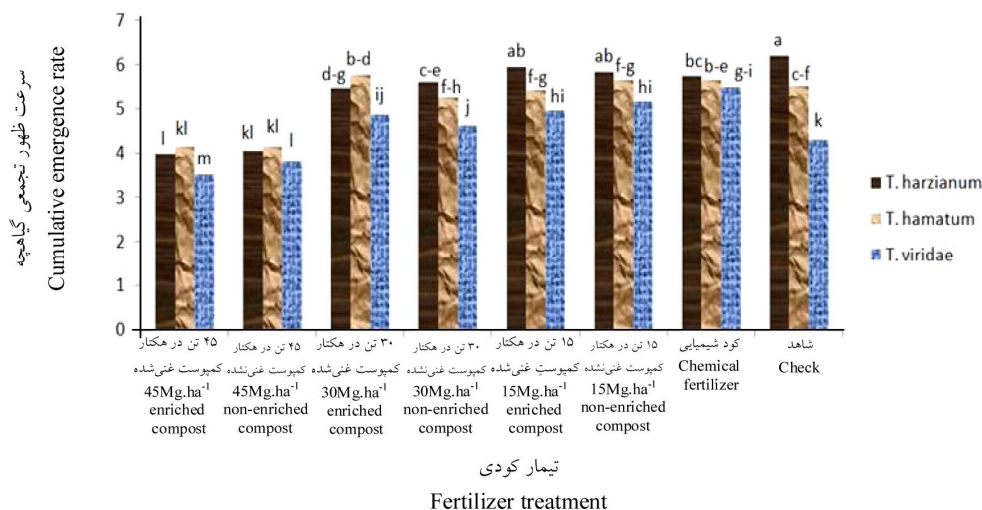 سرعت ظهور تجمعی گیاهچه
Cumulative emergence rate
7
6
5
4
3
2
1
0
l kl m
kl kl l
d-g b-d ij
c-e f-h j
ab f-g hi
ab f-g hi
bc b-e g-i
a c-f k
T. harzianum
T. hamatum
T. viridae
۴۵ تن در هکتار
کمپوست غنی‌شده
45Mg.ha⁻¹
enriched
compost
۴۵ تن در هکتار
کمپوست غنی‌نشده
45Mg.ha⁻¹
non-enriched
compost
۳۰ تن در هکتار
کمپوست غنی‌شده
30Mg.ha⁻¹
enriched
compost
۳۰ تن در هکتار
کمپوست غنی‌نشده
30Mg.ha⁻¹
non-enriched
compost
۱۵ تن در هکتار
کمپوست غنی‌شده
15Mg.ha⁻¹
enriched
compost
۱۵ تن در هکتار
کمپوست غنی‌نشده
15Mg.ha⁻¹
non-enriched
compost
کود شیمیایی
Chemical
fertilizer
شاهد
Check
تیمار کودی
Fertilizer treatment